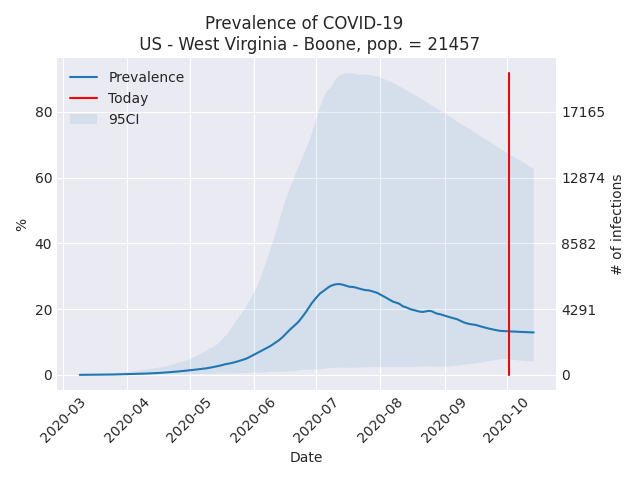 Prevalence of COVID-19
US - West Virginia - Boone, pop. = 21457
Prevalence
Today
95CI
80
60
40
20
0
%
17165
12874
8582
4291
0
# of infections
2020-03
2020-04
2020-05
2020-06
2020-07
2020-08
2020-09
2020-10
Date